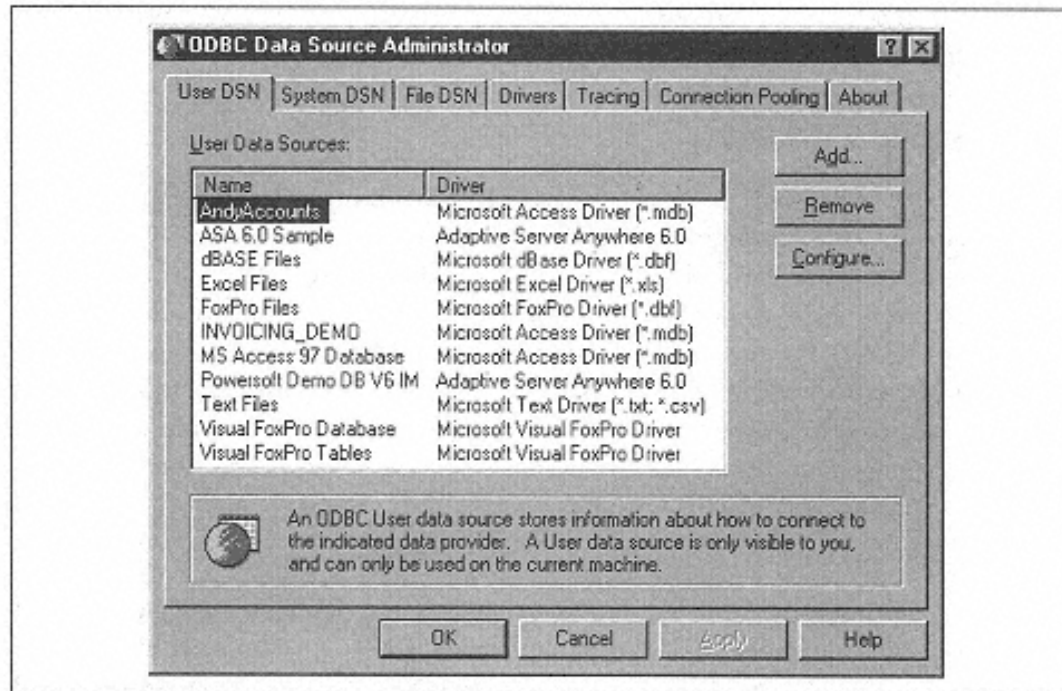 ODBC Data Source Administrator
User DSN System DSN File DSN Drivers Tracing Connection Pooling About
User Data Sources:
Name Driver
AndyAccounts Microsoft Access Driver (*.mdb)
ASA 6.0 Sample Adaptive Server Anywhere 6.0
dBASE Files Microsoft dBase Driver (*.dbf)
Excel Files Microsoft Excel Driver (*.xls)
FoxPro Files Microsoft FoxPro Driver (*.dbf)
INVOICING_DEMO Microsoft Access Driver (*.mdb)
MS Access 97 Database Microsoft Access Driver (*.mdb)
Powersoft Demo DB V6 IM Adaptive Server Anywhere 6.0
Text Files Microsoft Text Driver (*.txt; *.csv)
Visual FoxPro Database Microsoft Visual FoxPro Driver
Visual FoxPro Tables Microsoft Visual FoxPro Driver
Add...
Remove
Configure...
An ODBC User data source stores information about how to connect to
the indicated data provider. A User data source is only visible to you,
and can only be used on the current machine.
OK Cancel Apply Help